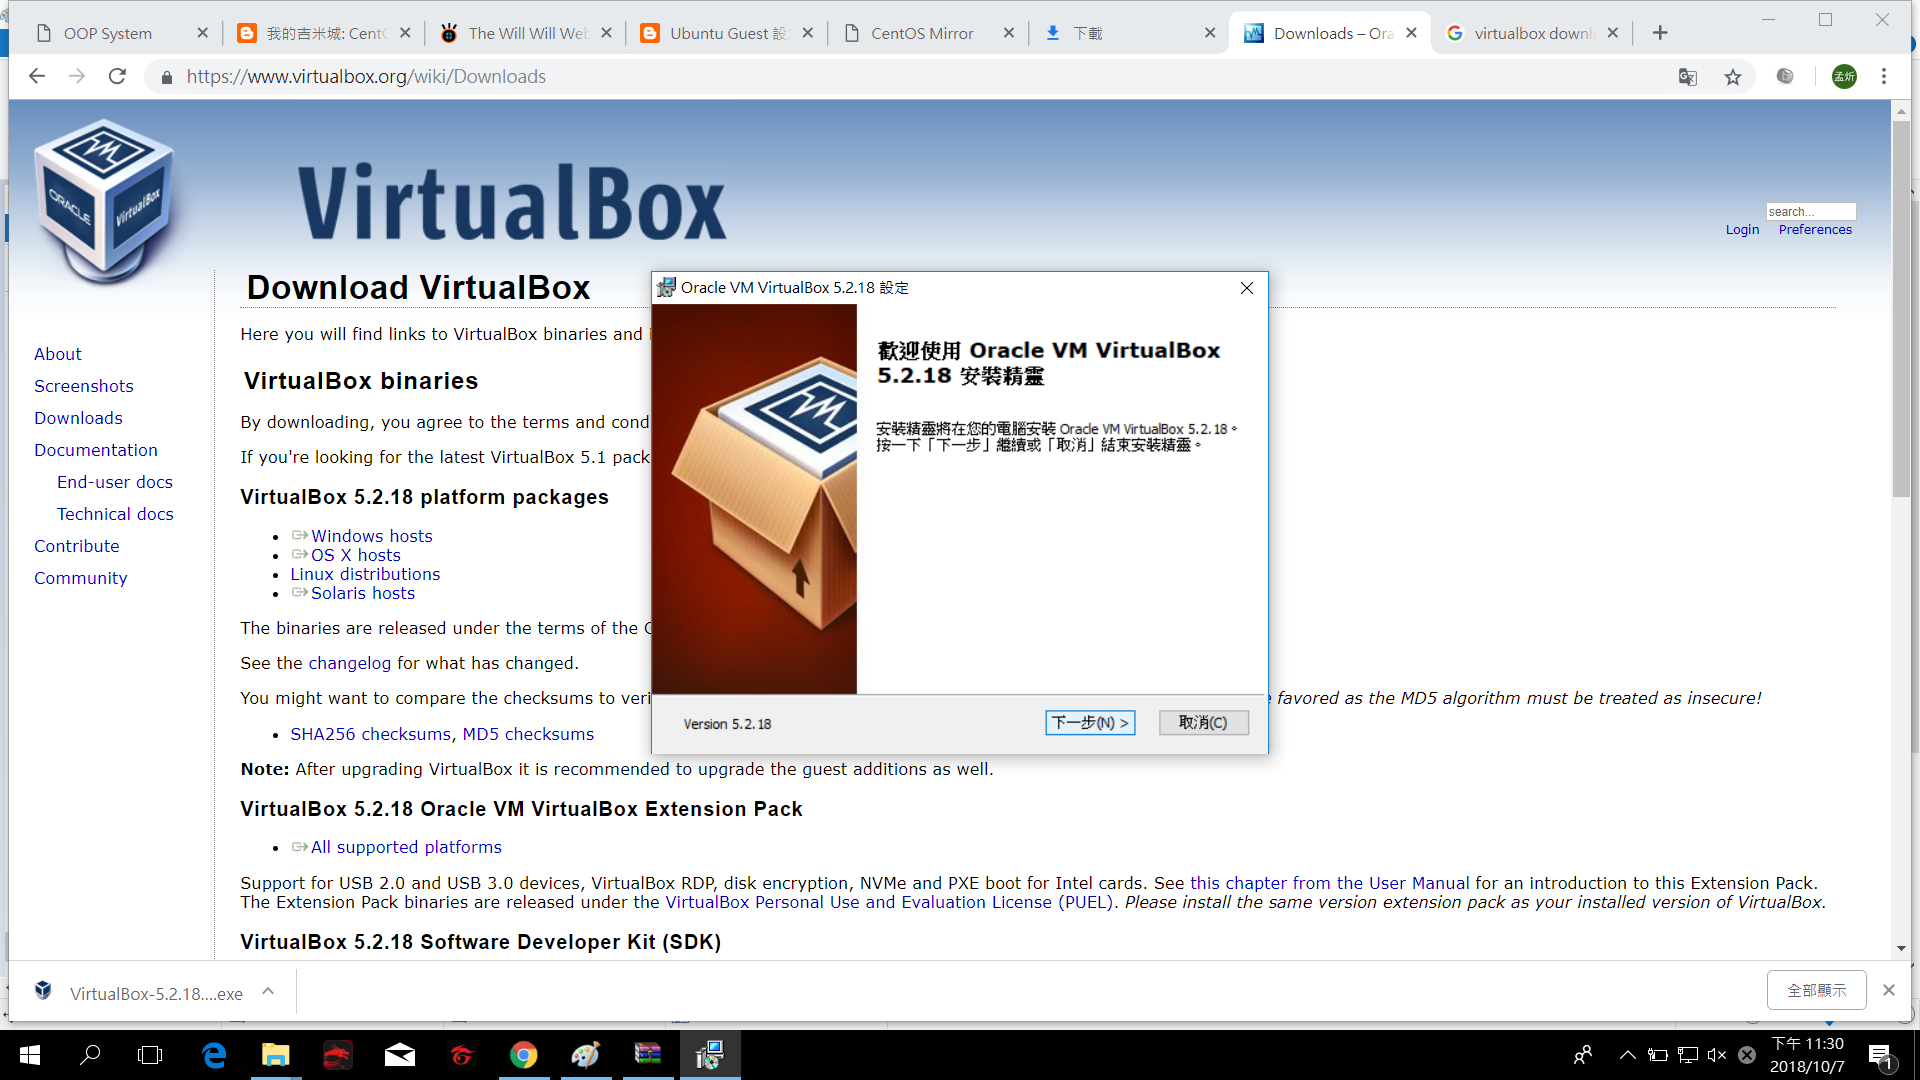 OOP System
我的吉米城: Cent
The Will Will Web
Ubuntu Guest 設
CentOS Mirror
下載
Downloads – Ora
virtualbox downl
https://www.virtualbox.org/wiki/Downloads
孟炘
ORACLE
VirtualBox
VirtualBox
search...
Login
Preferences
About
Screenshots
Downloads
Documentation
End-user docs
Technical docs
Contribute
Community
Download VirtualBox
Here you will find links to VirtualBox binaries and i
VirtualBox binaries
By downloading, you agree to the terms and cond
If you're looking for the latest VirtualBox 5.1 pack
VirtualBox 5.2.18 platform packages
Windows hosts
OS X hosts
Linux distributions
Solaris hosts
The binaries are released under the terms of the
See the changelog for what has changed.
You might want to compare the checksums to veri
favored as the MD5 algorithm must be treated as insecure!
SHA256 checksums, MD5 checksums
Note: After upgrading VirtualBox it is recommended to upgrade the guest additions as well.
VirtualBox 5.2.18 Oracle VM VirtualBox Extension Pack
All supported platforms
Support for USB 2.0 and USB 3.0 devices, VirtualBox RDP, disk encryption, NVMe and PXE boot for Intel cards. See this chapter from the User Manual for an introduction to this Extension Pack.
The Extension Pack binaries are released under the VirtualBox Personal Use and Evaluation License (PUEL). Please install the same version extension pack as your installed version of VirtualBox.
VirtualBox 5.2.18 Software Developer Kit (SDK)
Oracle VM VirtualBox 5.2.18 設定
歡迎使用 Oracle VM VirtualBox
5.2.18 安裝精靈
安裝精靈將在您的電腦安裝 Oracle VM VirtualBox 5.2.18。
按一下「下一步」繼續或「取消」結束安裝精靈。
Version 5.2.18
下一步(N) >
取消(C)
VirtualBox-5.2.18....exe
全部顯示
下午 11:30
2018/10/7
1